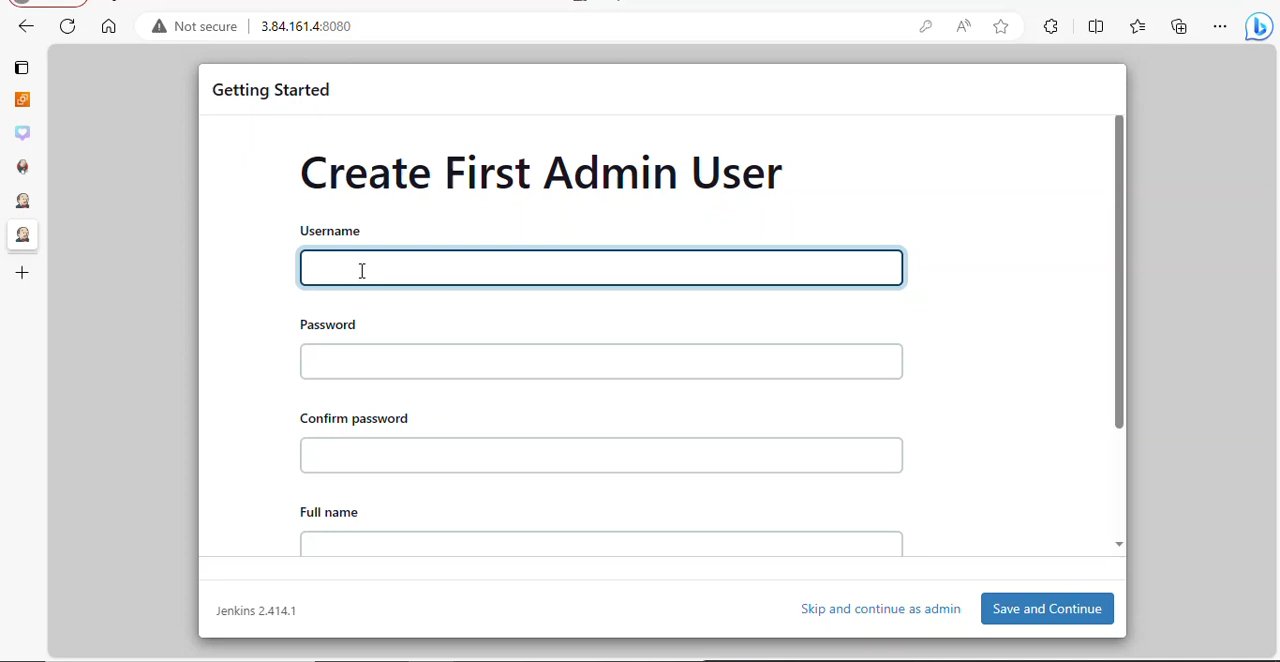 Not secure
3.84.161.4:8080
Getting Started
Create First Admin User
Username
Password
Confirm password
Full name
Jenkins 2.414.1
Skip and continue as admin
Save and Continue